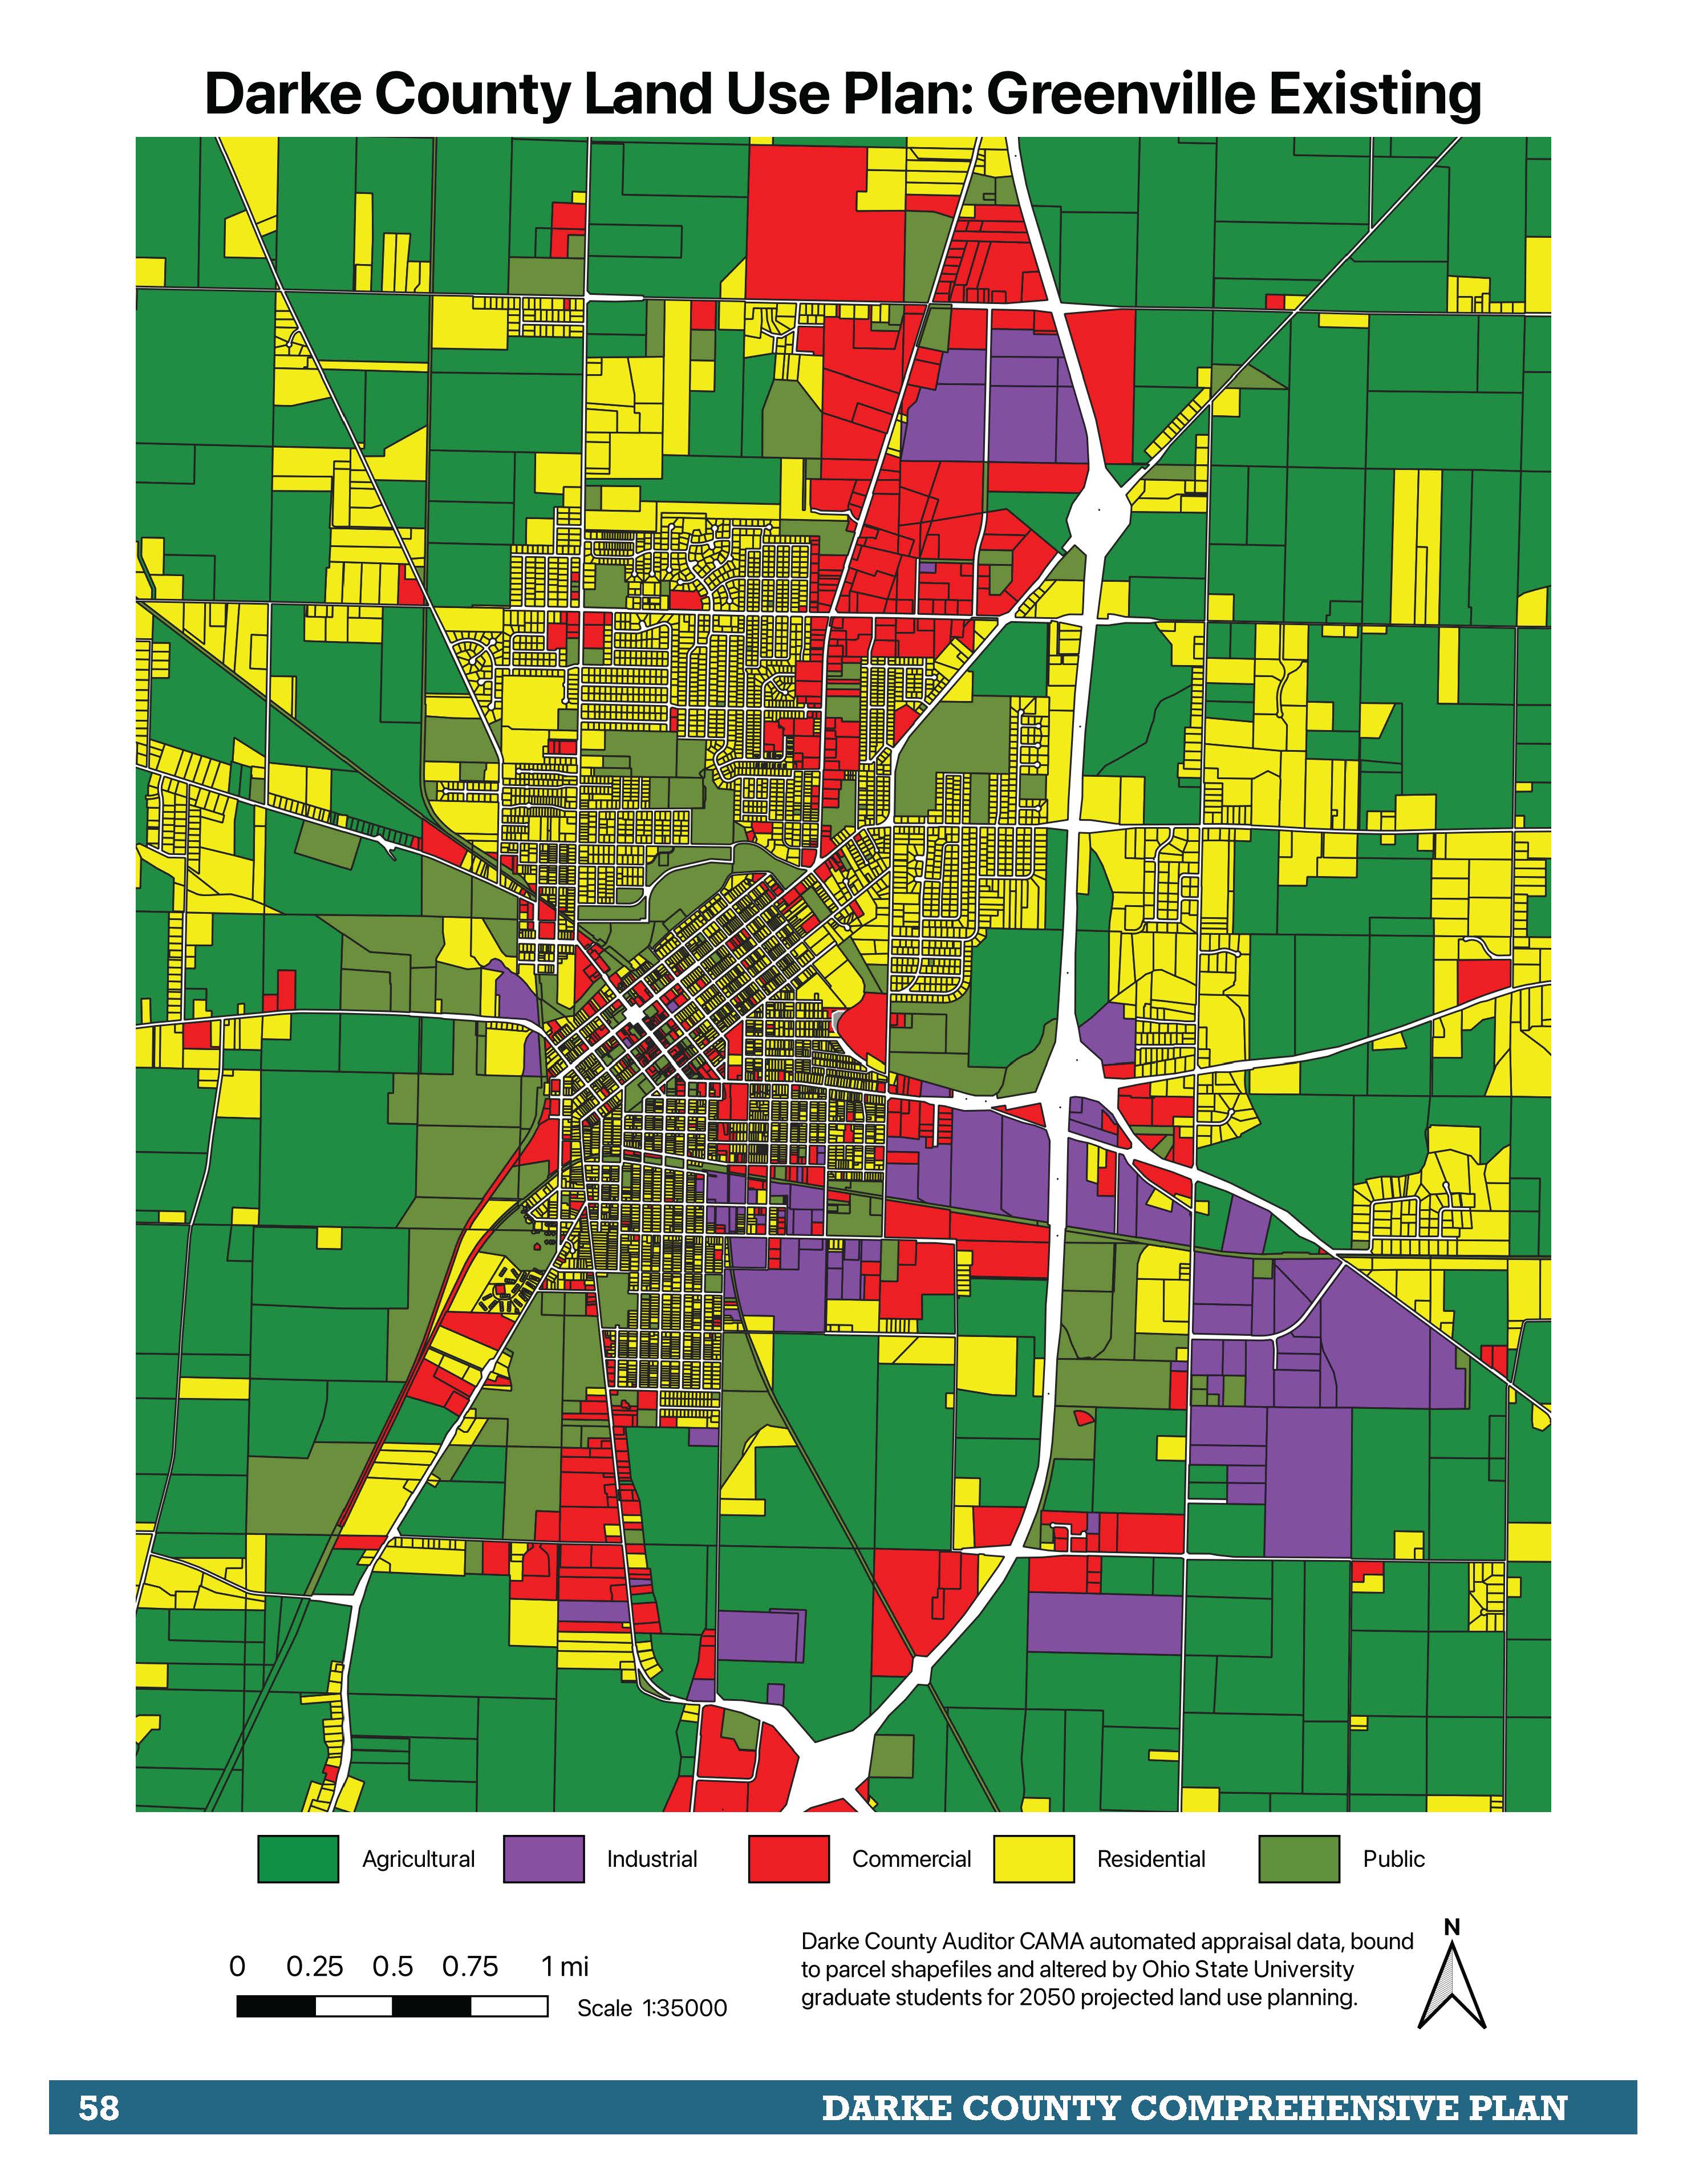 Darke County Land Use Plan: Greenville Existing
Agricultural
Industrial
Commercial
Residential
Public
0 0.25 0.5 0.75 1 mi
Scale 1:35000
Darke County Auditor CAMA automated appraisal data, bound
to parcel shapefiles and altered by Ohio State University
graduate students for 2050 projected land use planning.
N
58
DARKE COUNTY COMPREHENSIVE PLAN